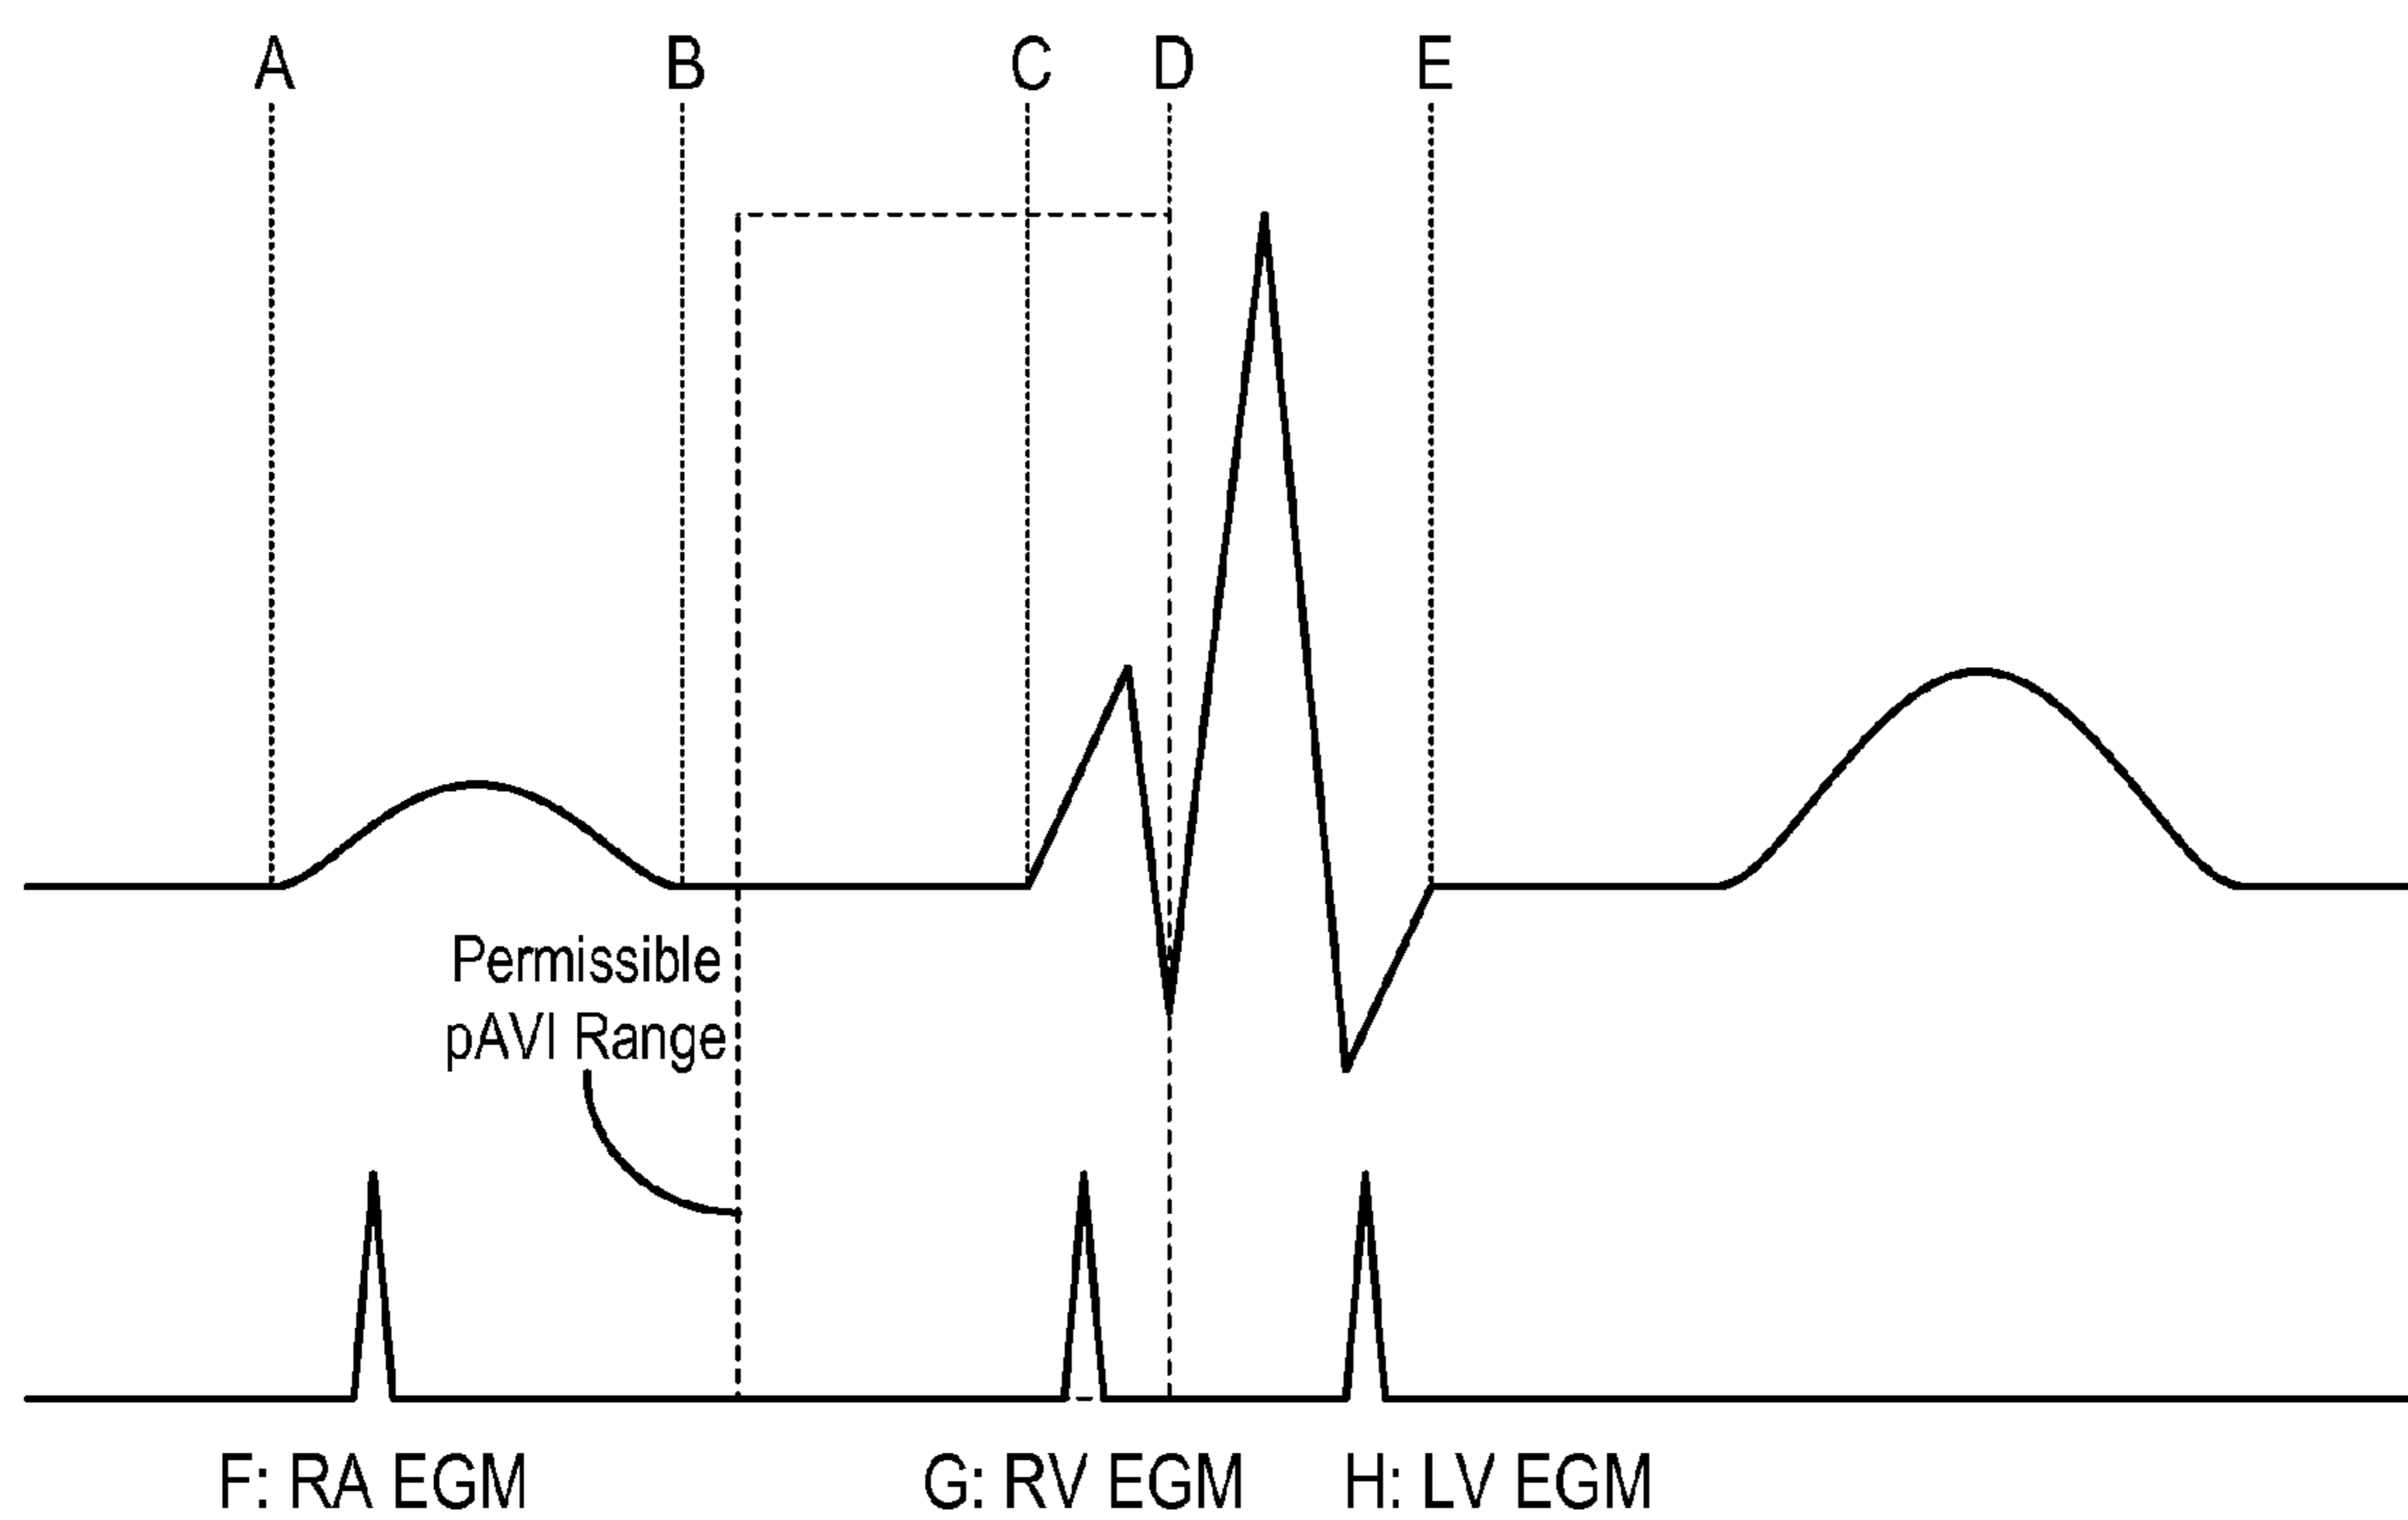 A B C D E
Permissible
pAVI Range
F: RA EGM G: RV EGM H: LV EGM